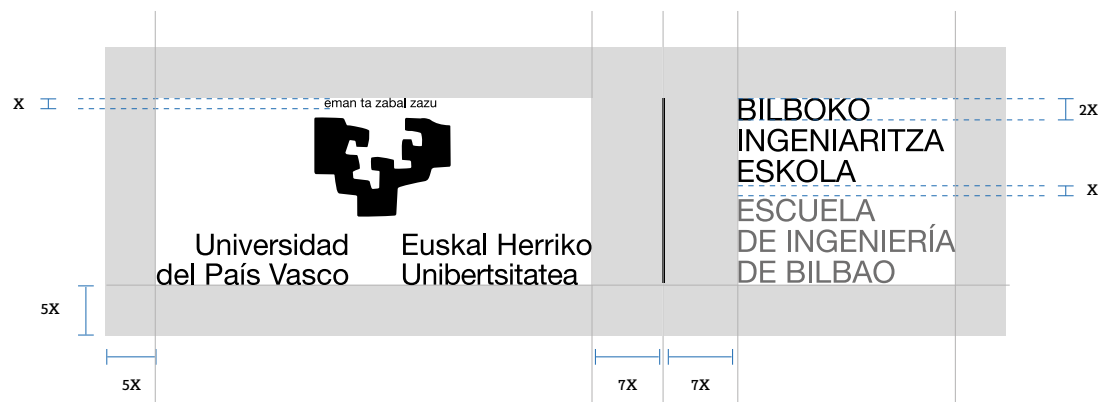 X
eman ta zabal zazu
Universidad
del País Vasco
Euskal Herriko
Unibertsitatea
BILBOKO
INGENIARITZA
ESKOLA
ESCUELA
DE INGENIERÍA
DE BILBAO
2X
X
5X
5X
7X
7X